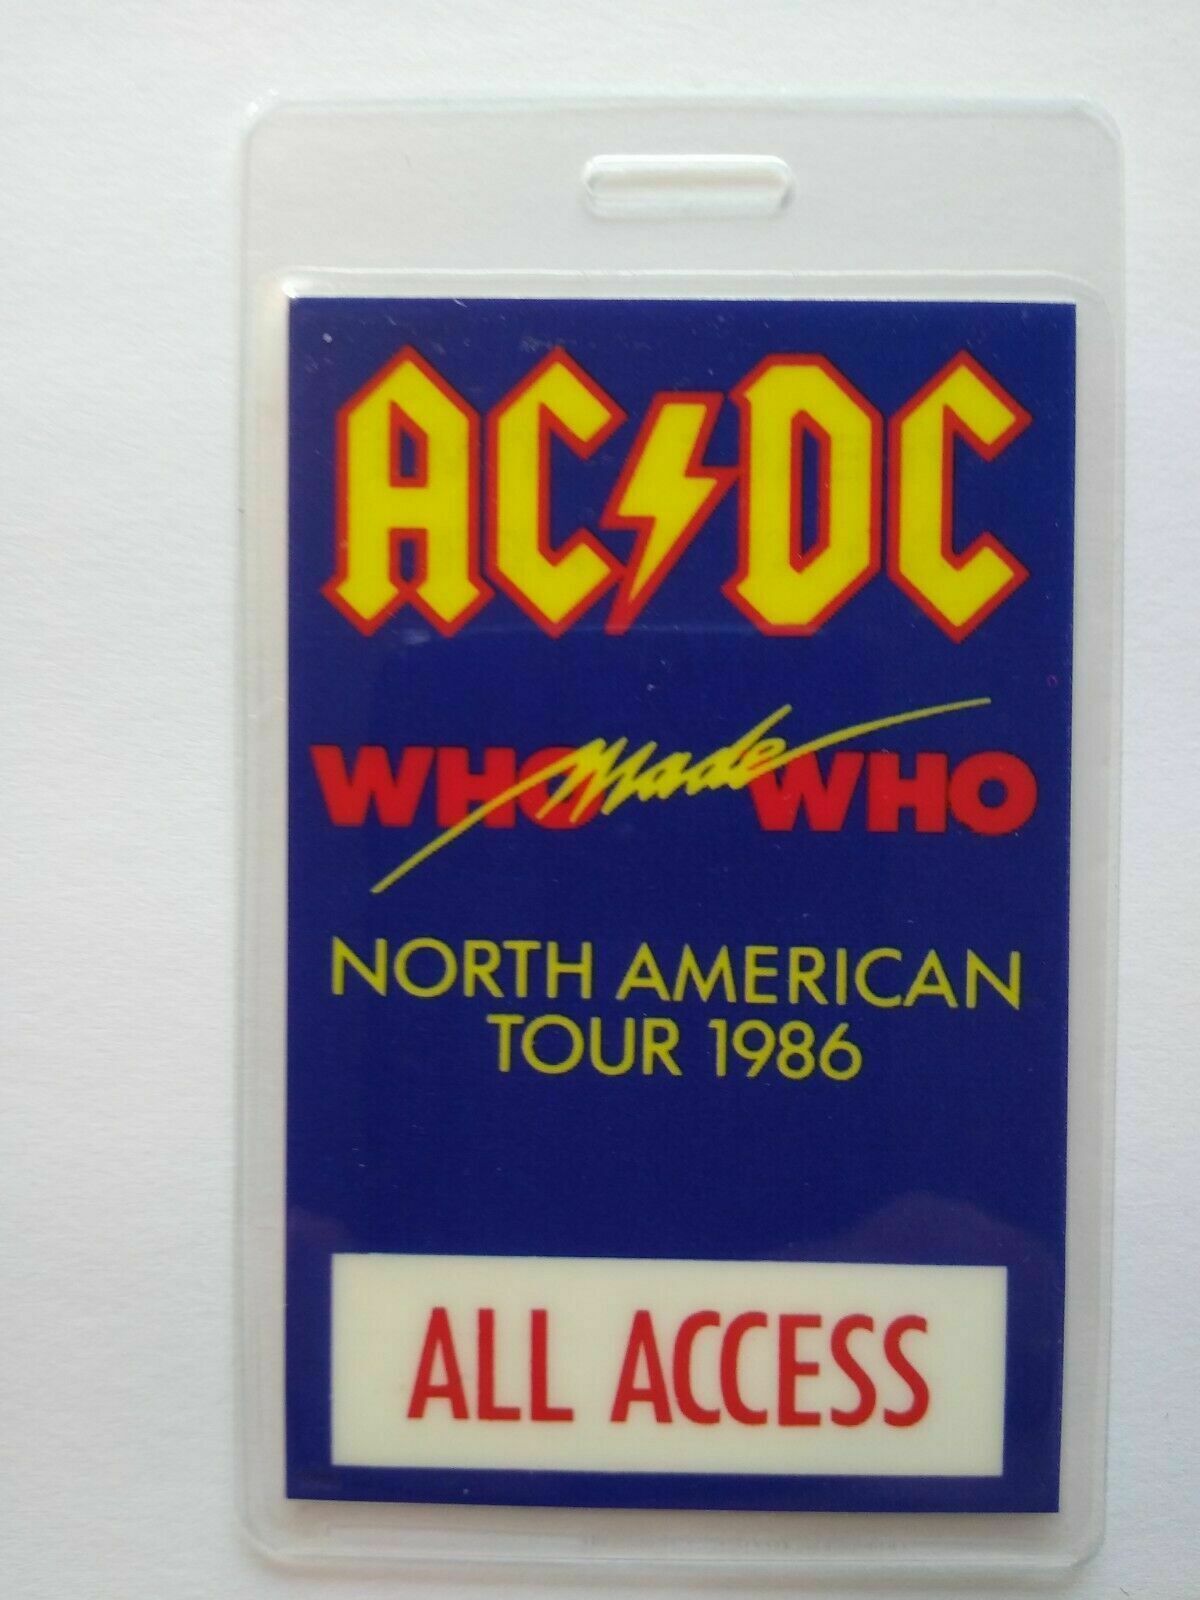 AC⚡DC
WHO Made WHO
NORTH AMERICAN
TOUR 1986
ALL ACCESS